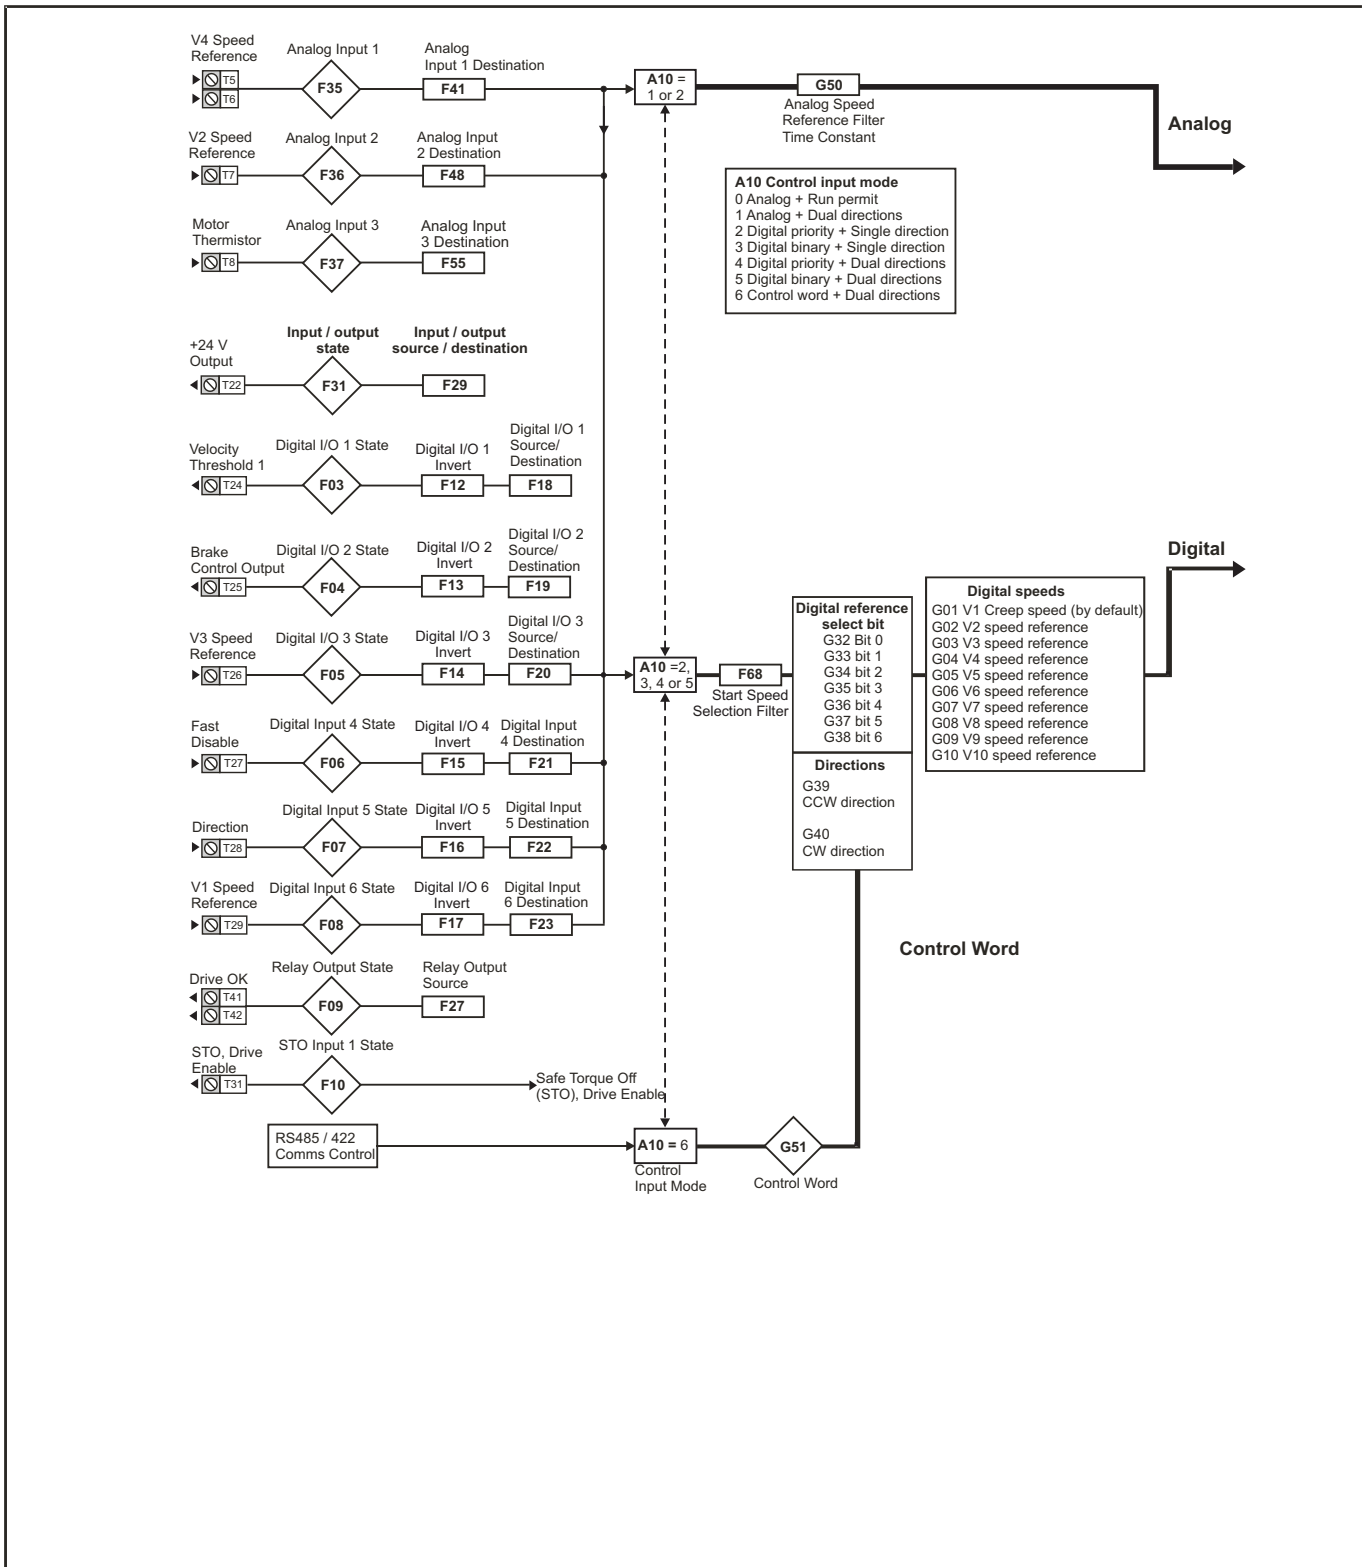 V4 Speed
Reference
Analog Input 1
Analog
Input 1 Destination
T5
T6
F35
F41
A10 =
1 or 2
G50
Analog Speed
Reference Filter
Time Constant
Analog
V2 Speed
Reference
Analog Input 2
Analog Input
2 Destination
T7
F36
F48
A10 Control input mode
0 Analog + Run permit
1 Analog + Dual directions
2 Digital priority + Single direction
3 Digital binary + Single direction
4 Digital priority + Dual directions
5 Digital binary + Dual directions
6 Control word + Dual directions
Motor
Thermistor
Analog Input 3
Analog Input
3 Destination
T8
F37
F55
+24 V
Output
Input / output
state
Input / output
source / destination
T22
F31
F29
Velocity
Threshold 1
Digital I/O 1 State
Digital I/O 1
Invert
Digital I/O 1
Source/
Destination
T24
F03
F12
F18
Brake
Control Output
Digital I/O 2 State
Digital I/O 2
Invert
Digital I/O 2
Source/
Destination
T25
F04
F13
F19
Digital
V3 Speed
Reference
Digital I/O 3 State
Digital I/O 3
Invert
Digital I/O 3
Source/
Destination
T26
F05
F14
F20
A10 =2,
3, 4 or 5
F68
Start Speed
Selection Filter
Digital reference
select bit
G32 Bit 0
G33 bit 1
G34 bit 2
G35 bit 3
G36 bit 4
G37 bit 5
G38 bit 6
Directions
G39
CCW direction
G40
CW direction
Digital speeds
G01 V1 Creep speed (by default)
G02 V2 speed reference
G03 V3 speed reference
G04 V4 speed reference
G05 V5 speed reference
G06 V6 speed reference
G07 V7 speed reference
G08 V8 speed reference
G09 V9 speed reference
G10 V10 speed reference
Fast
Disable
Digital Input 4 State
Digital I/O 4
Invert
Digital Input
4 Destination
T27
F06
F15
F21
Direction
Digital Input 5 State
Digital I/O 5
Invert
Digital Input
5 Destination
T28
F07
F16
F22
V1 Speed
Reference
Digital Input 6 State
Digital I/O 6
Invert
Digital Input
6 Destination
T29
F08
F17
F23
Control Word
Drive OK
Relay Output State
Relay Output
Source
T41
T42
F09
F27
STO, Drive
Enable
STO Input 1 State
T31
F10
Safe Torque Off
(STO), Drive Enable
RS485 / 422
Comms Control
A10 = 6
Control
Input Mode
G51
Control Word